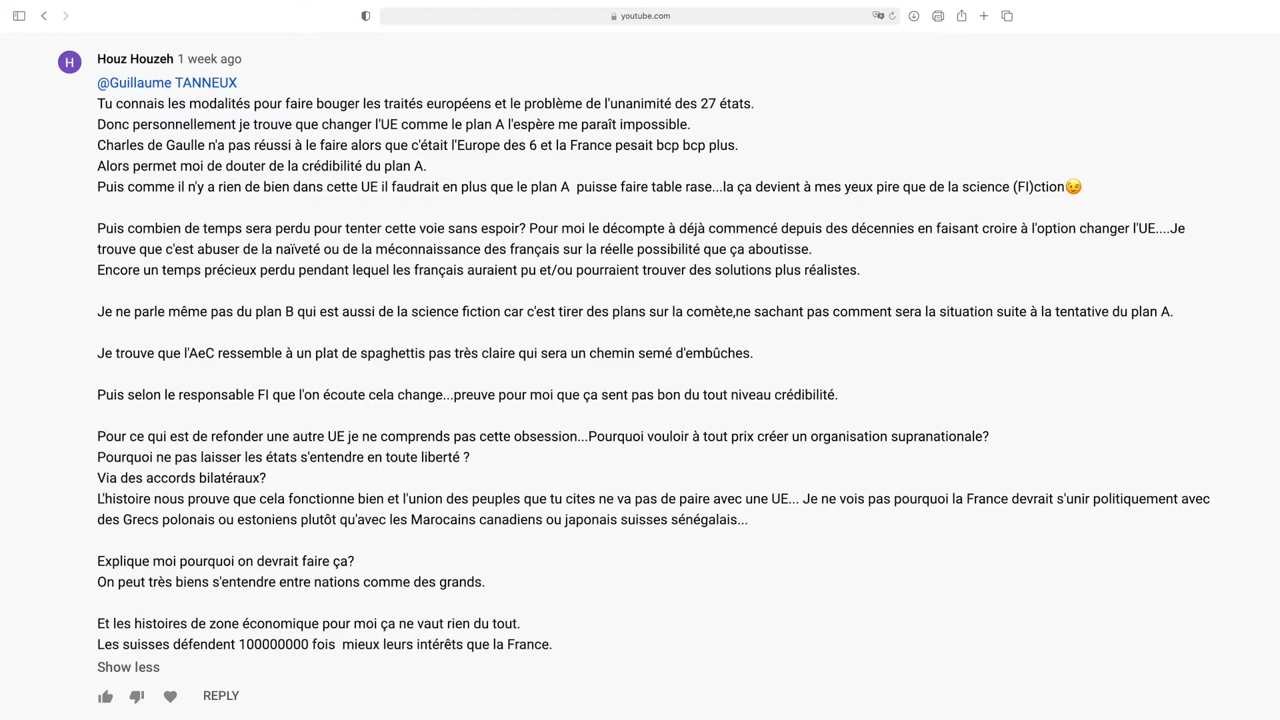 youtube.com
H
Houz Houzeh 1 week ago
@Guillaume TANNEUX
Tu connais les modalités pour faire bouger les traités européens et le problème de l'unanimité des 27 états.
Donc personnellement je trouve que changer l'UE comme le plan A l'espère me paraît impossible.
Charles de Gaulle n'a pas réussi à le faire alors que c'était l'Europe des 6 et la France pesait bcp bcp plus.
Alors permet moi de douter de la crédibilité du plan A.
Puis comme il n'y a rien de bien dans cette UE il faudrait en plus que le plan A  puisse faire table rase...la ça devient à mes yeux pire que de la science (FI)ction😉
Puis combien de temps sera perdu pour tenter cette voie sans espoir? Pour moi le décompte à déjà commencé depuis des décennies en faisant croire à l'option changer l'UE....Je
trouve que c'est abuser de la naïveté ou de la méconnaissance des français sur la réelle possibilité que ça aboutisse.
Encore un temps précieux perdu pendant lequel les français auraient pu et/ou pourraient trouver des solutions plus réalistes.
Je ne parle même pas du plan B qui est aussi de la science fiction car c'est tirer des plans sur la comète,ne sachant pas comment sera la situation suite à la tentative du plan A.
Je trouve que l'AeC ressemble à un plat de spaghettis pas très claire qui sera un chemin semé d'embûches.
Puis selon le responsable FI que l'on écoute cela change...preuve pour moi que ça sent pas bon du tout niveau crédibilité.
Pour ce qui est de refonder une autre UE je ne comprends pas cette obsession...Pourquoi vouloir à tout prix créer un organisation supranationale?
Pourquoi ne pas laisser les états s'entendre en toute liberté ?
Via des accords bilatéraux?
L'histoire nous prouve que cela fonctionne bien et l'union des peuples que tu cites ne va pas de paire avec une UE... Je ne vois pas pourquoi la France devrait s'unir politiquement avec
des Grecs polonais ou estoniens plutôt qu'avec les Marocains canadiens ou japonais suisses sénégalais...
Explique moi pourquoi on devrait faire ça?
On peut très biens s'entendre entre nations comme des grands.
Et les histoires de zone économique pour moi ça ne vaut rien du tout.
Les suisses défendent 100000000 fois  mieux leurs intérêts que la France.
Show less
REPLY